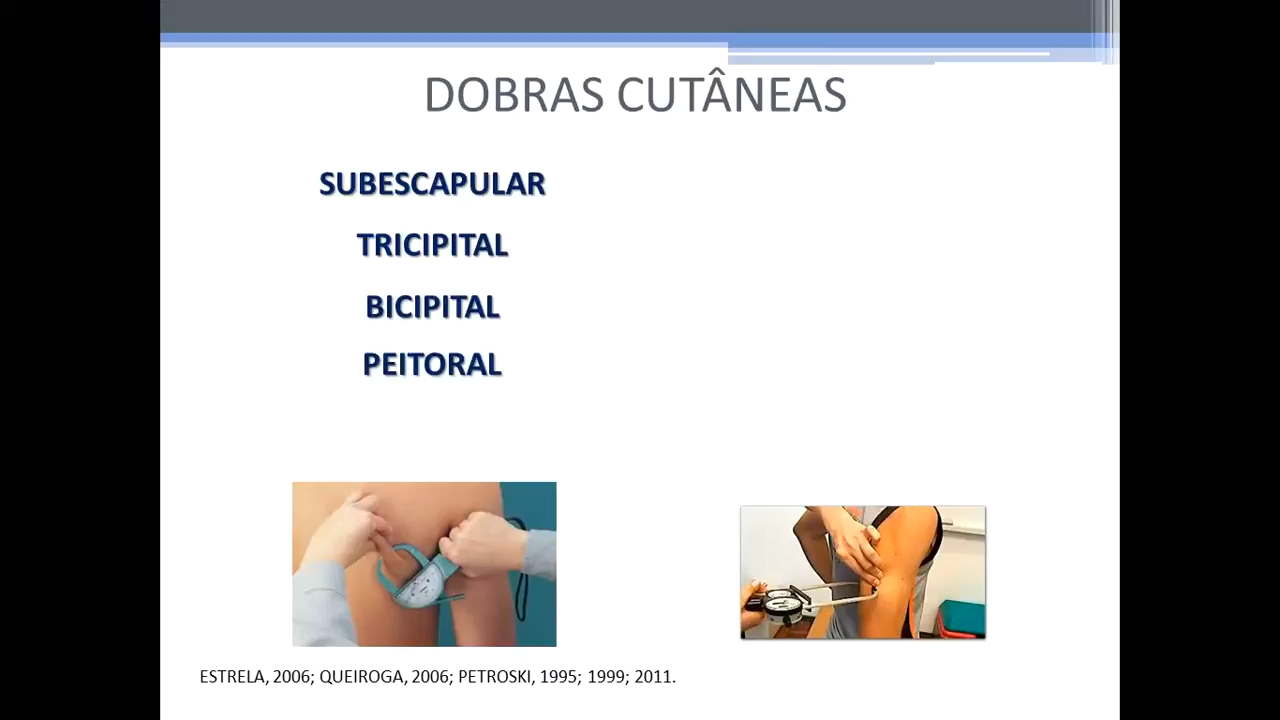 DOBRAS CUTÂNEAS
SUBESCAPULAR
TRICIPITAL
BICIPITAL
PEITORAL
ESTRELA, 2006; QUEIROGA, 2006; PETROSKI, 1995; 1999; 2011.